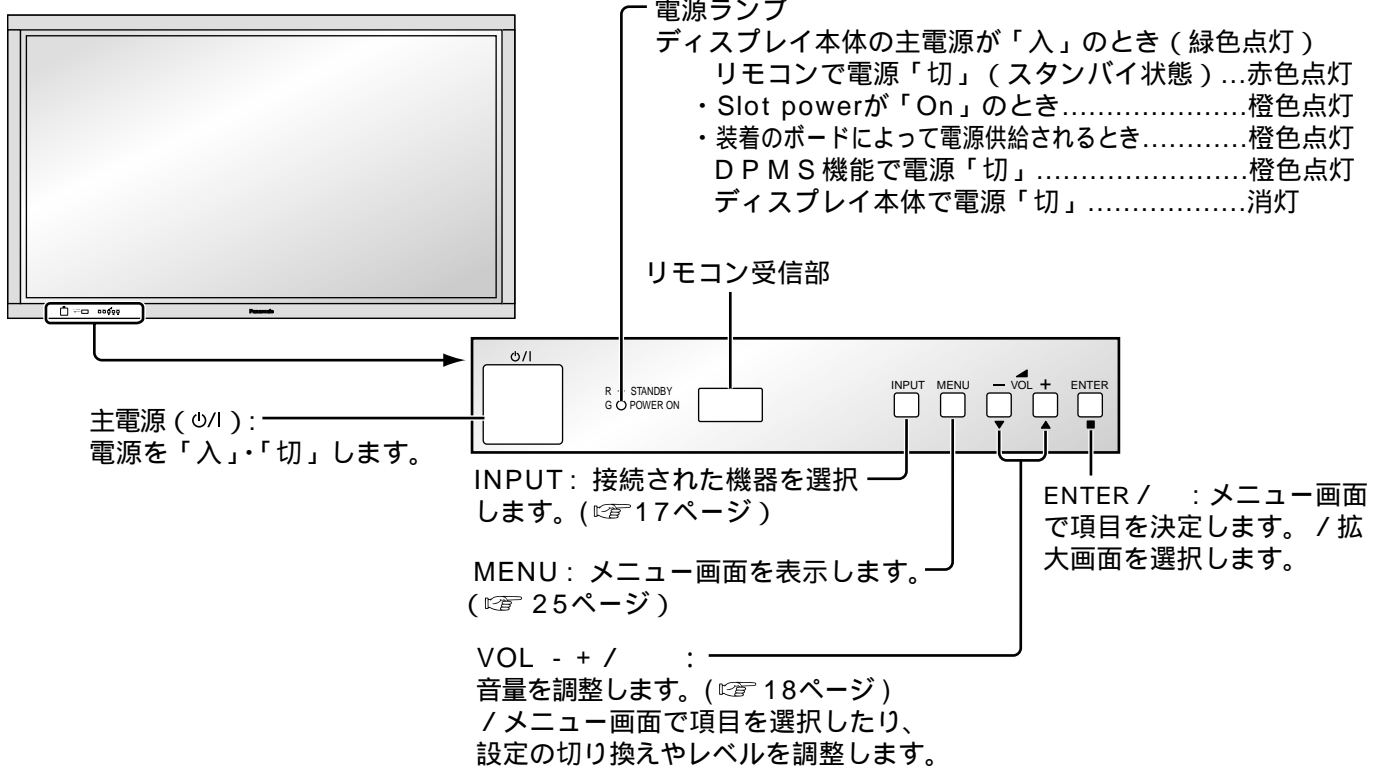 電源ランプ
ディスプレイ本体の主電源が「入」のとき(緑色点灯)
リモコンで電源「切」(スタンバイ状態)...赤色点灯
・Slot powerが「On」のとき....................橙色点灯
・装着のボードによって電源供給されるとき............橙色点灯
DPMS機能で電源「切」.......................橙色点灯
ディスプレイ本体で電源「切」..................消灯
リモコン受信部
Panasonic
⏻/I
R STANDBY
G POWER ON
INPUT MENU − VOL + ENTER
▼ ▲ ■
主電源(⏻/I):
電源を「入」・「切」します。
INPUT: 接続された機器を選択
します。(☞17ページ)
MENU: メニュー画面を表示します。
(☞ 25ページ)
VOL - + / :
音量を調整します。(☞ 18ページ)
/メニュー画面で項目を選択したり、
設定の切り換えやレベルを調整します。
ENTER / : メニュー画面
で項目を決定します。 / 拡
大画面を選択します。